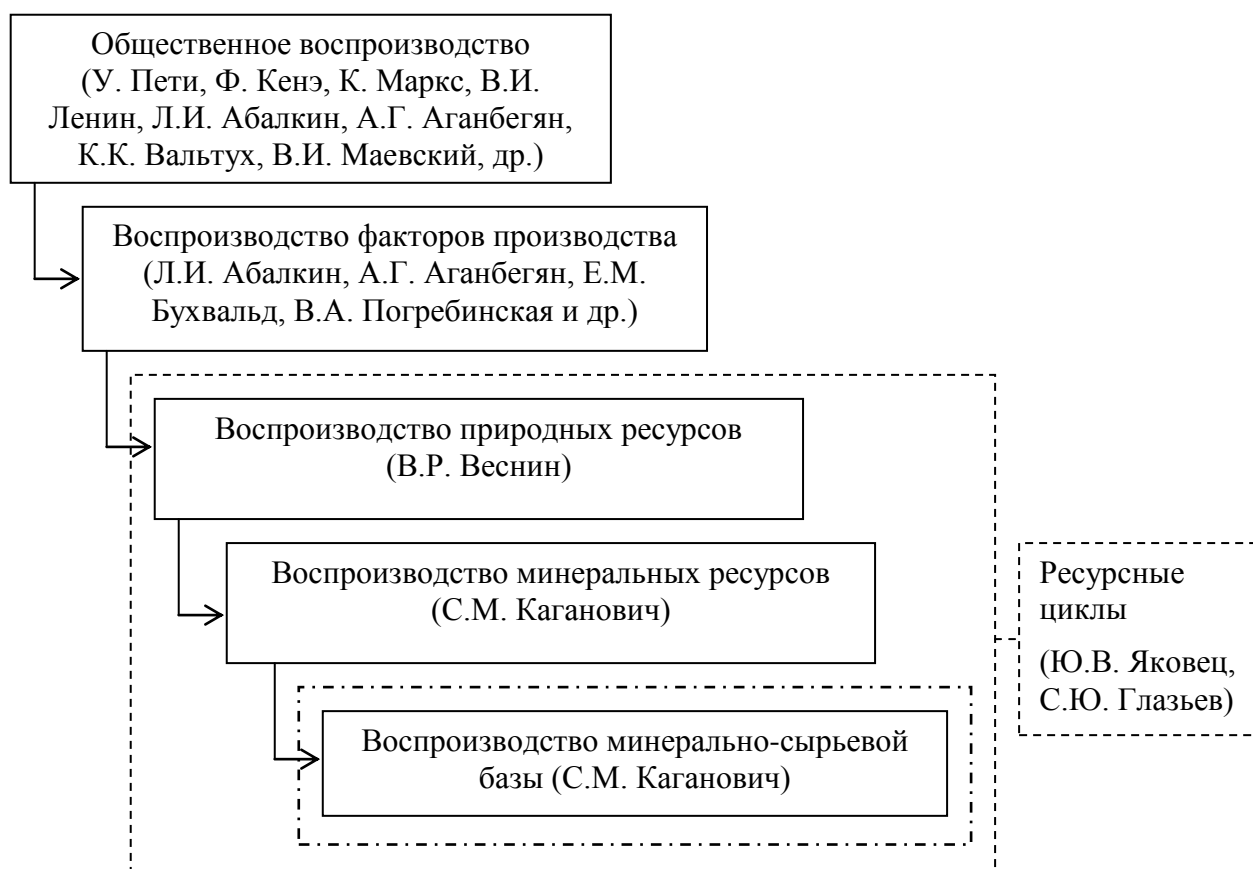 Общественное воспроизводство
(У. Пети, Ф. Кенэ, К. Маркс, В.И.
Ленин, Л.И. Абалкин, А.Г. Аганбегян,
К.К. Вальтух, В.И. Маевский, др.)
Воспроизводство факторов производства
(Л.И. Абалкин, А.Г. Аганбегян, Е.М.
Бухвальд, В.А. Погребинская и др.)
Воспроизводство природных ресурсов
(В.Р. Веснин)
Воспроизводство минеральных ресурсов
(С.М. Каганович)
Воспроизводство минерально-сырьевой
базы (С.М. Каганович)
Ресурсные
циклы
(Ю.В. Яковец,
С.Ю. Глазьев)